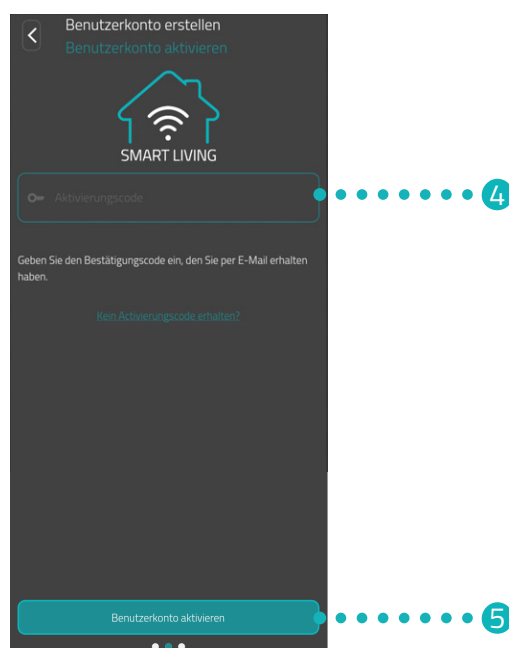 Benutzerkonto erstellen
Benutzerkonto aktivieren
SMART LIVING
Aktivierungscode
4
Geben Sie den Bestätigungscode ein, den Sie per E-Mail erhalten
haben.
Kein Activierungscode erhalten?
Benutzerkonto aktivieren
5